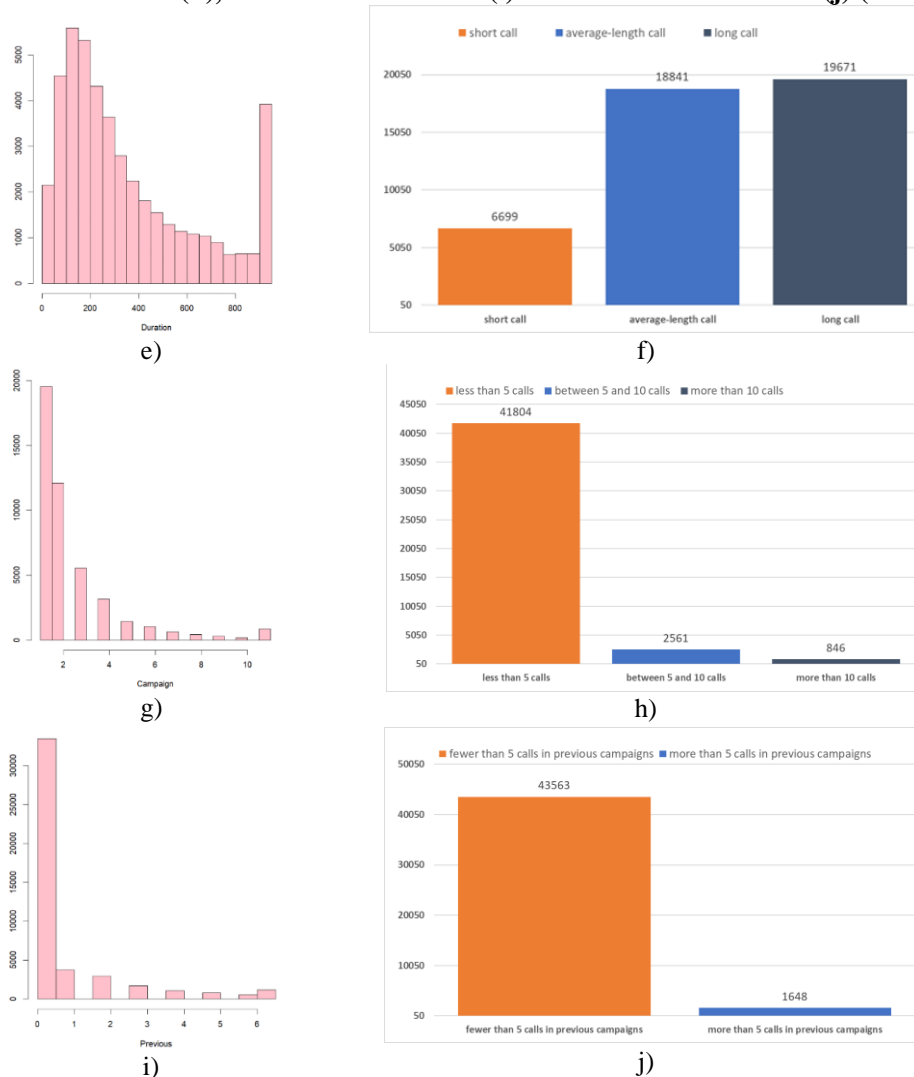 5000
4000
3000
2000
1000
0
0 200 400 600 800
Duration
e)
short call average-length call long call
20050
15050
10050
5050
50
6699
18841
19671
short call average-length call long call
f)
20000
15000
10000
5000
0
2 4 6 8 10
Campaign
g)
less than 5 calls between 5 and 10 calls more than 10 calls
45050
40050
35050
30050
25050
20050
15050
10050
5050
50
41804
2561
846
less than 5 calls between 5 and 10 calls more than 10 calls
h)
30000
25000
20000
15000
10000
5000
0
0 1 2 3 4 5 6
Previous
i)
fewer than 5 calls in previous campaigns more than 5 calls in previous campaigns
50050
40050
30050
20050
10050
50
43563
1648
fewer than 5 calls in previous campaigns more than 5 calls in previous campaigns
j)